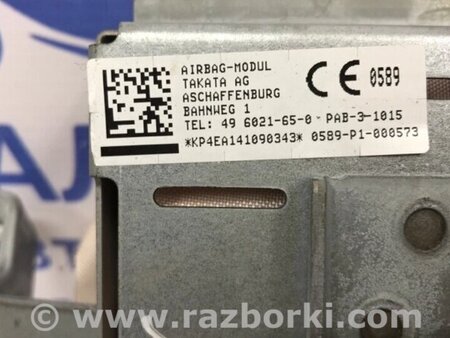 AIRBAG-MODUL
TAKATA AG
ASCHAFFENBURG
BAHNWEG 1
TEL: 49 6021-65-0 - PAB-3-1015
*KP4EA141090343* 0589-P1-000573
CE 0589
www.razborki.com